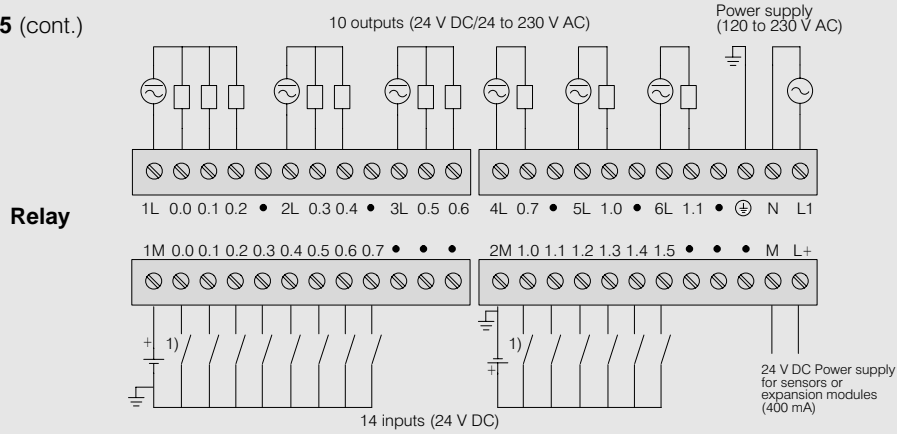 5 (cont.)
10 outputs (24 V DC/24 to 230 V AC)
Power supply
(120 to 230 V AC)
1L 0.0 0.1 0.2 • 2L 0.3 0.4 • 3L 0.5 0.6
4L 0.7 • 5L 1.0 • 6L 1.1 • ⏚ N L1
Relay
1M 0.0 0.1 0.2 0.3 0.4 0.5 0.6 0.7 • • •
2M 1.0 1.1 1.2 1.3 1.4 1.5 • • • M L+
+ 1)
1)
+
24 V DC Power supply
for sensors or
expansion modules
(400 mA)
14 inputs (24 V DC)